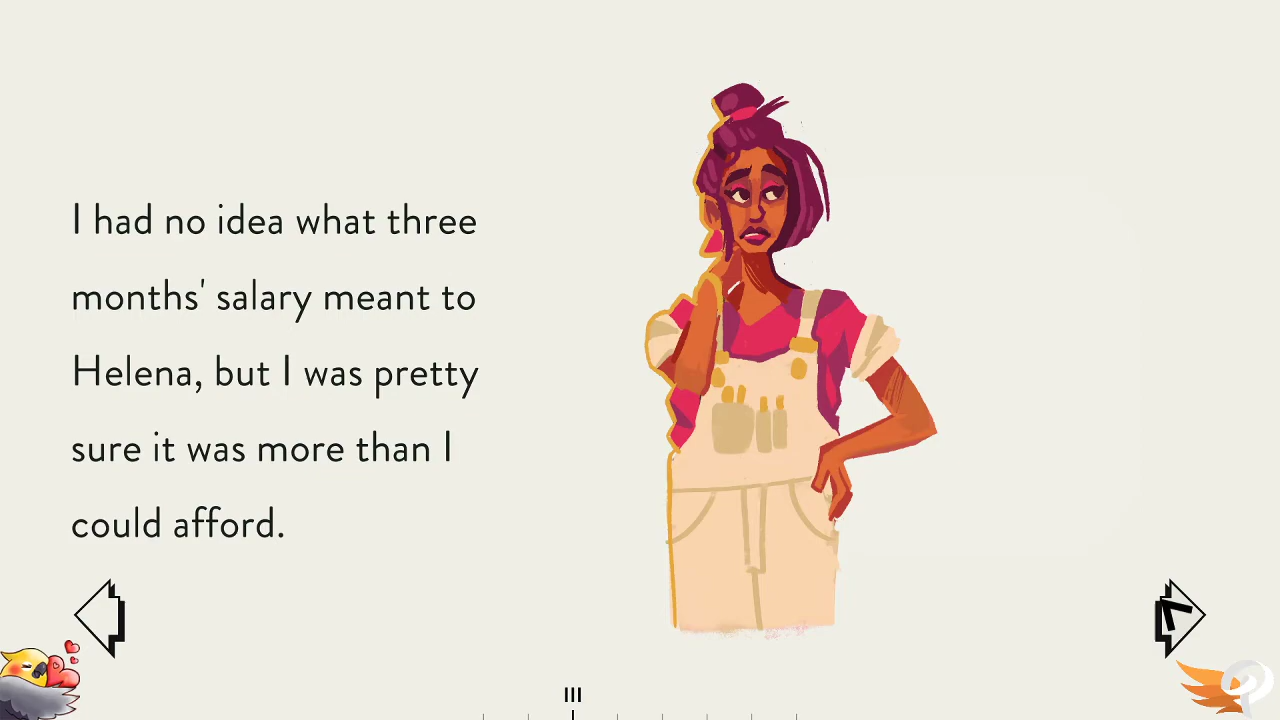 I had no idea what three
months' salary meant to
Helena, but I was pretty
sure it was more than I
could afford.
III